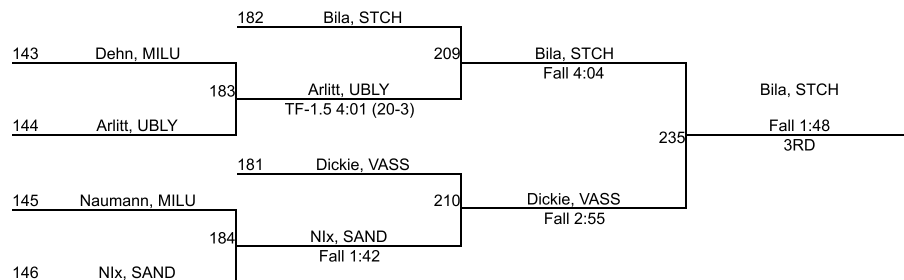 182 Bila, STCH
143 Dehn, MILU
209 Bila, STCH
Fall 4:04
183 Arlitt, UBLY
TF-1.5 4:01 (20-3)
Bila, STCH
144 Arlitt, UBLY
Fall 1:48
235
3RD
181 Dickie, VASS
145 Naumann, MILU
210 Dickie, VASS
Fall 2:55
184 NIx, SAND
Fall 1:42
146 NIx, SAND